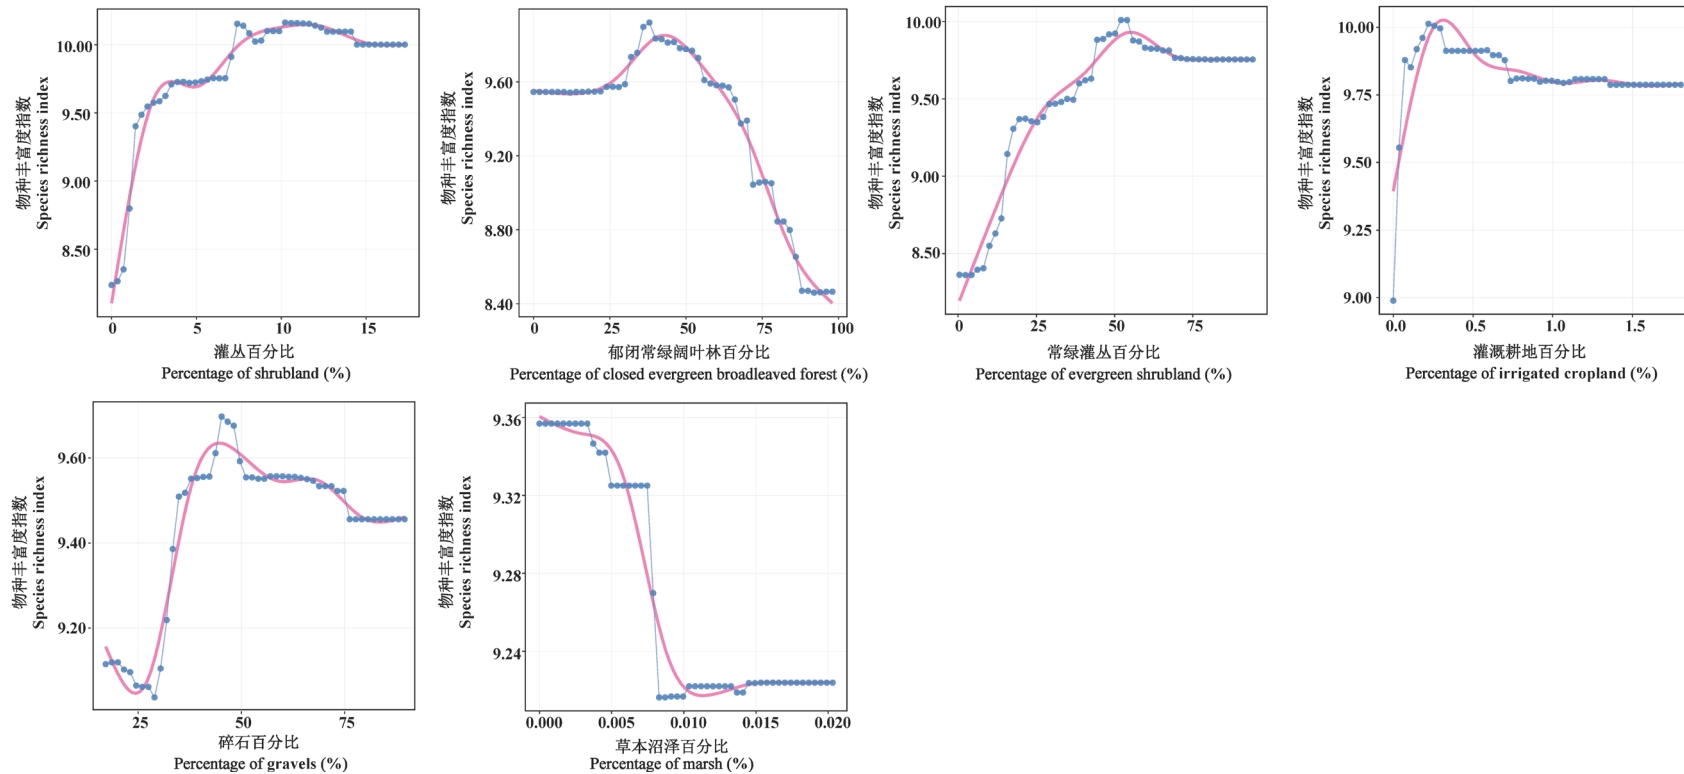 物种丰富度指数
Species richness index
10.00
9.50
9.00
8.50
0 5 10 15
灌丛百分比
Percentage of shrubland (%)
物种丰富度指数
Species richness index
9.60
9.20
8.80
8.40
0 25 50 75 100
郁闭常绿阔叶林百分比
Percentage of closed evergreen broadleaved forest (%)
物种丰富度指数
Species richness index
10.00
9.50
9.00
8.50
0 25 50 75
常绿灌丛百分比
Percentage of evergreen shrubland (%)
物种丰富度指数
Species richness index
10.00
9.75
9.50
9.25
9.00
0.0 0.5 1.0 1.5
灌溉耕地百分比
Percentage of irrigated cropland (%)
物种丰富度指数
Species richness index
9.60
9.40
9.20
25 50 75
碎石百分比
Percentage of gravels (%)
物种丰富度指数
Species richness index
9.36
9.32
9.28
9.24
0.000 0.005 0.010 0.015 0.020
草本沼泽百分比
Percentage of marsh (%)